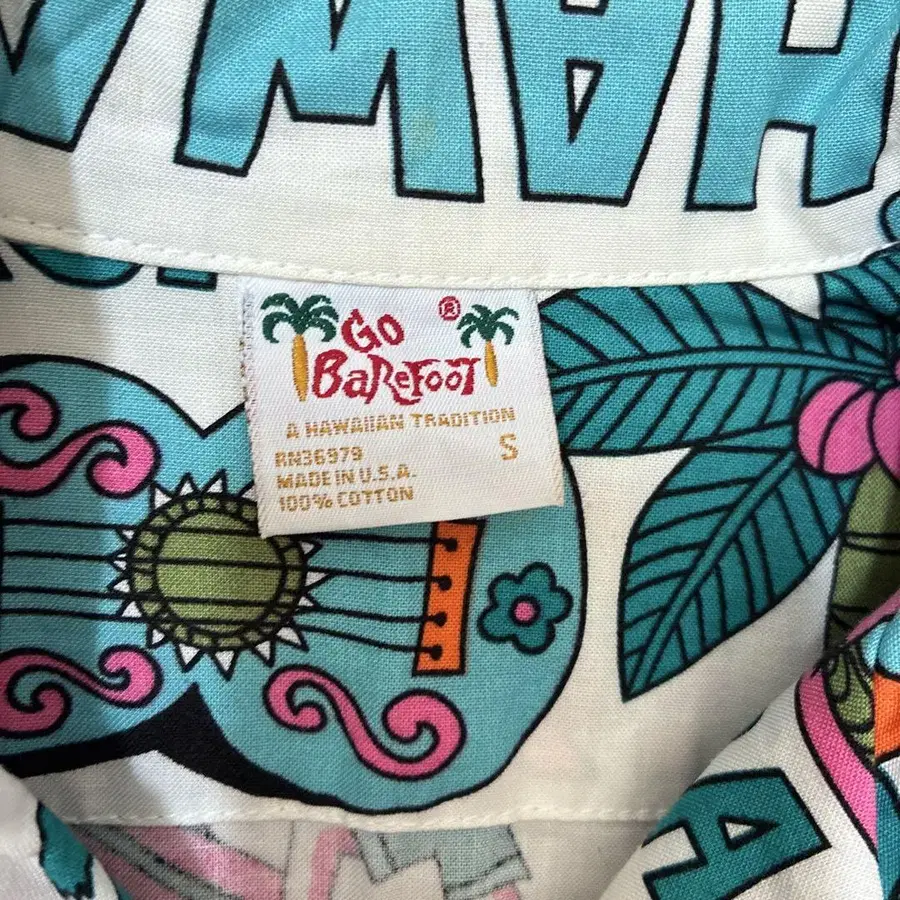 Go ®
BaReFooT
A HAWAIIAN TRADITION
RN36979 S
MADE IN U.S.A.
100% COTTON